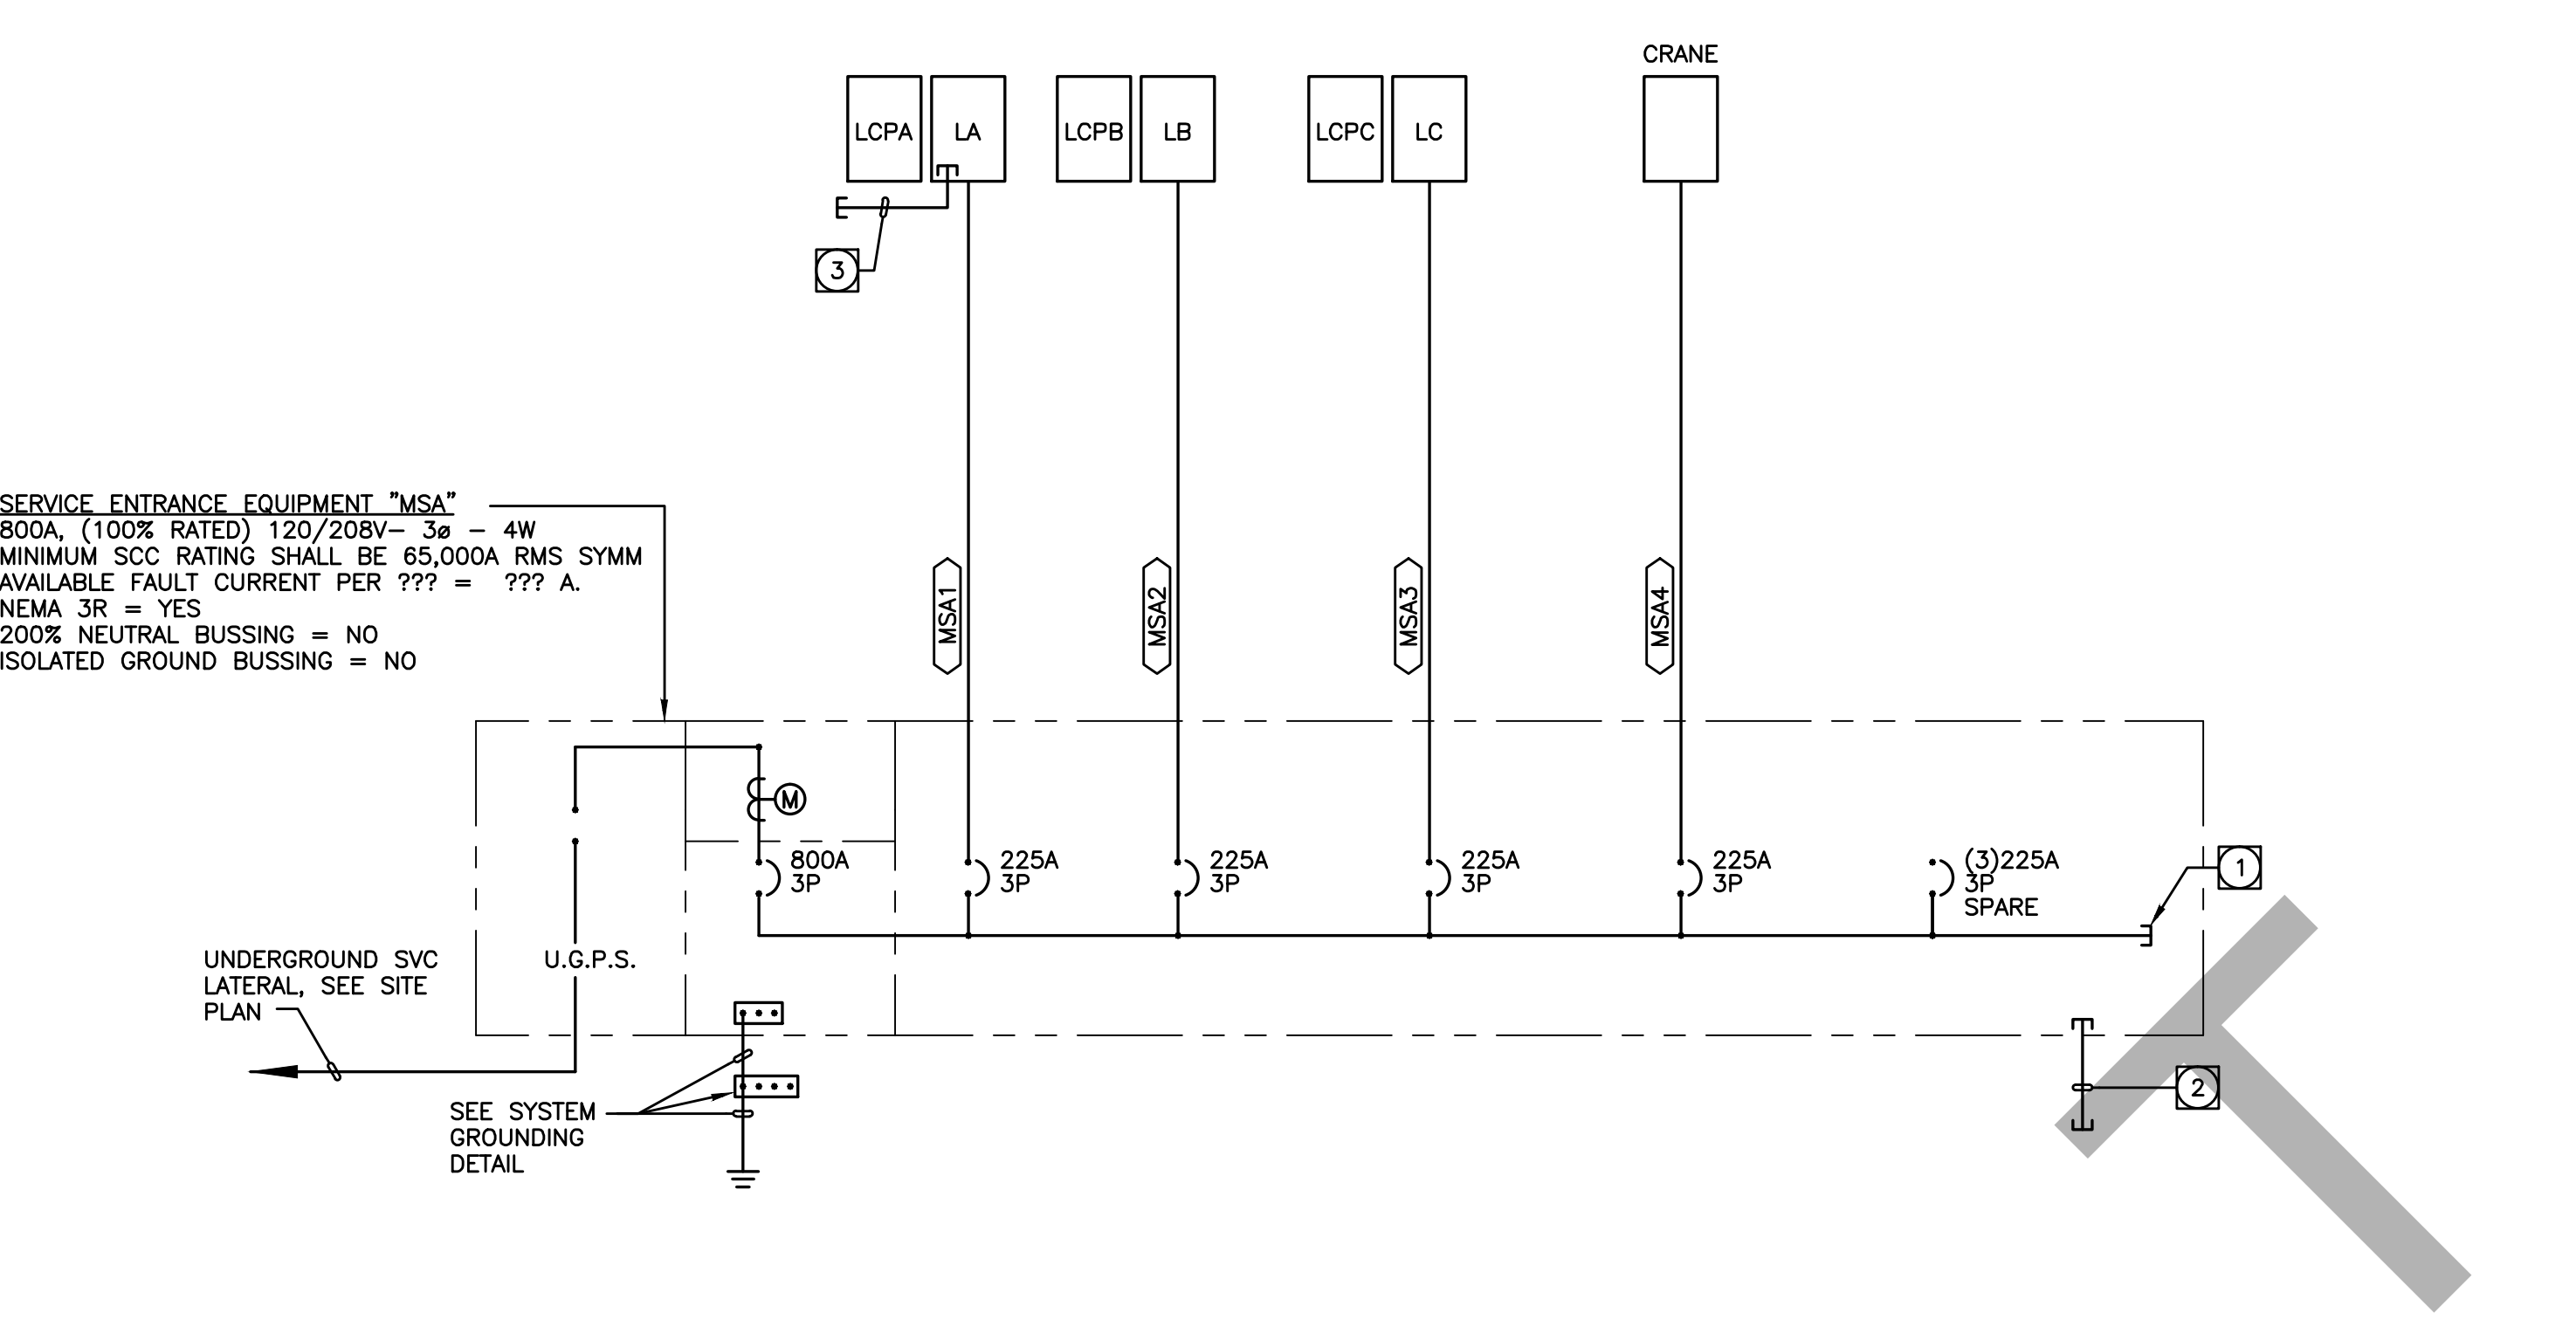 CRANE
LCPA
LA
LCPB
LB
LCPC
LC
3
SERVICE ENTRANCE EQUIPMENT "MSA"
800A, (100% RATED) 120/208V– 3ø – 4W
MINIMUM SCC RATING SHALL BE 65,000A RMS SYMM
AVAILABLE FAULT CURRENT PER ??? = ??? A.
NEMA 3R = YES
200% NEUTRAL BUSSING = NO
ISOLATED GROUND BUSSING = NO
MSA1
MSA2
MSA3
MSA4
M
800A
3P
225A
3P
225A
3P
225A
3P
225A
3P
(3)225A
3P
SPARE
1
UNDERGROUND SVC
LATERAL, SEE SITE
PLAN
U.G.P.S.
SEE SYSTEM
GROUNDING
DETAIL
2